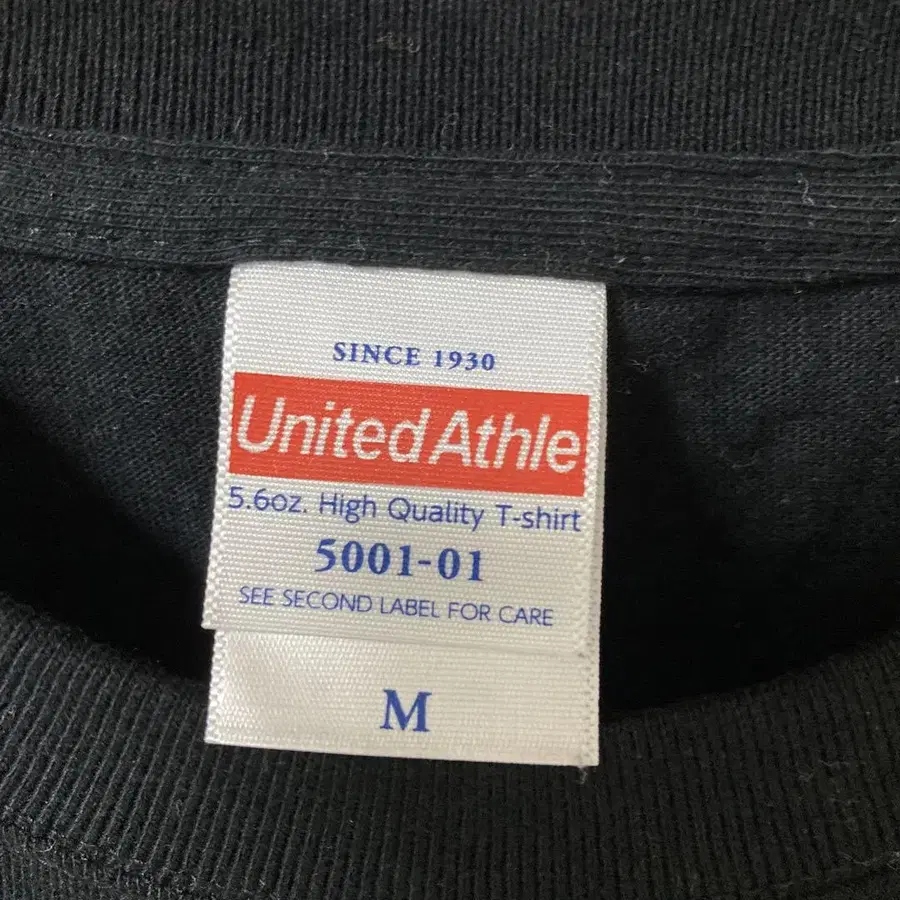 SINCE 1930
United Athle
5.6oz. High Quality T-shirt
5001-01
SEE SECOND LABEL FOR CARE
M